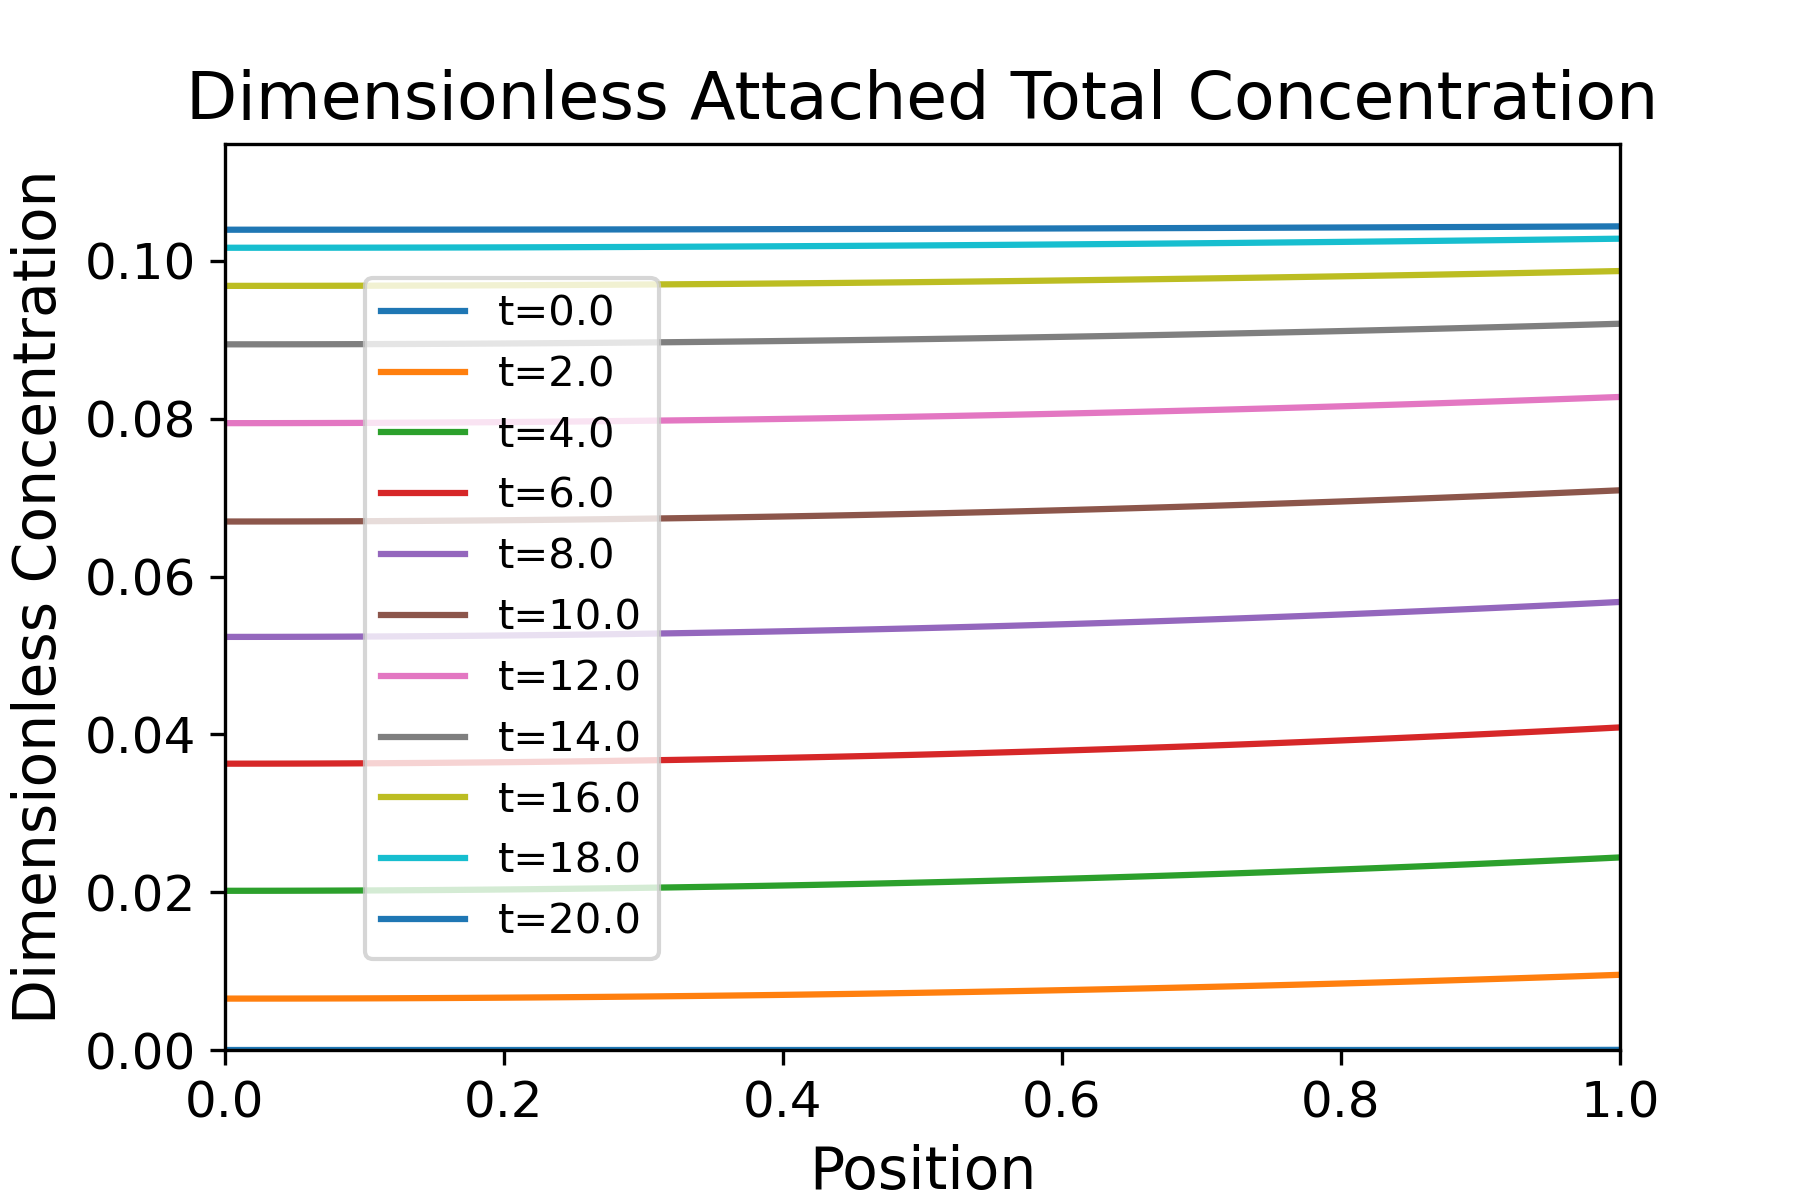 Dimensionless Attached Total Concentration
Dimensionless Concentration
0.10
0.08
0.06
0.04
0.02
0.00
t=0.0
t=2.0
t=4.0
t=6.0
t=8.0
t=10.0
t=12.0
t=14.0
t=16.0
t=18.0
t=20.0
0.0 0.2 0.4 0.6 0.8 1.0
Position